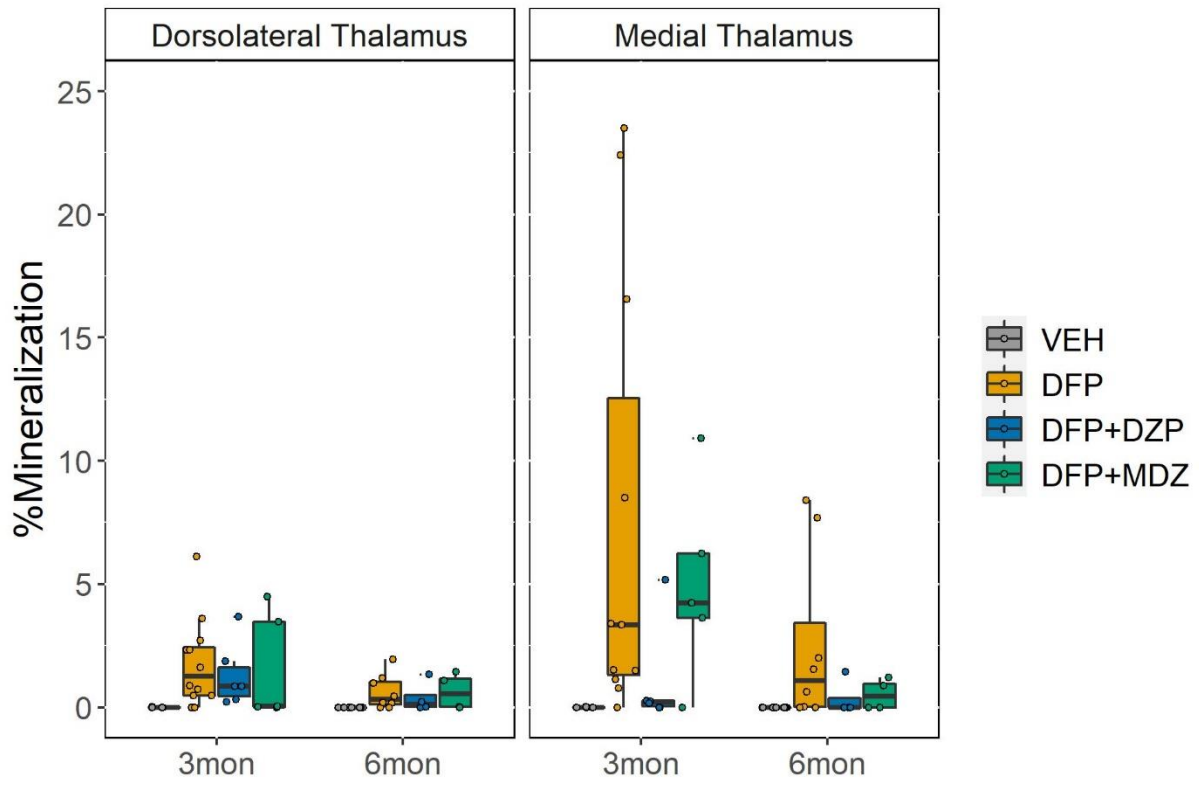 Dorsolateral Thalamus
Medial Thalamus
%Mineralization
25
20
15
10
5
0
3mon
6mon
3mon
6mon
VEH
DFP
DFP+DZP
DFP+MDZ